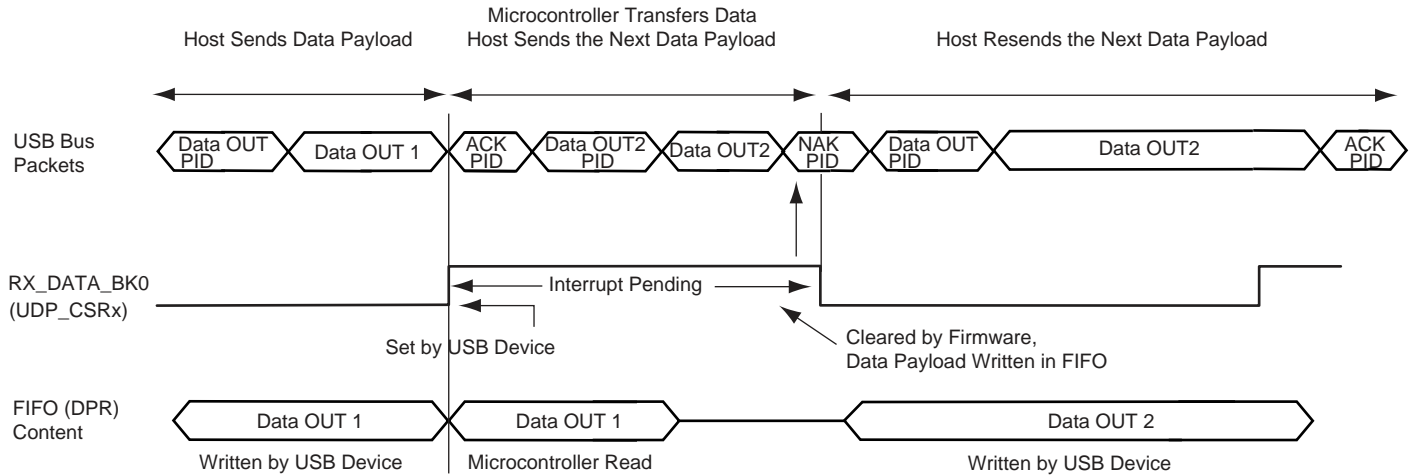 Host Sends Data Payload
Microcontroller Transfers Data
Host Sends the Next Data Payload
Host Resends the Next Data Payload
USB Bus
Packets
Data OUT
PID
Data OUT 1
ACK
PID
Data OUT2
PID
Data OUT2
NAK
PID
Data OUT
PID
Data OUT2
ACK
PID
RX_DATA_BK0
(UDP_CSRx)
Interrupt Pending
Set by USB Device
Cleared by Firmware,
Data Payload Written in FIFO
FIFO (DPR)
Content
Data OUT 1
Data OUT 1
Data OUT 2
Written by USB Device
Microcontroller Read
Written by USB Device